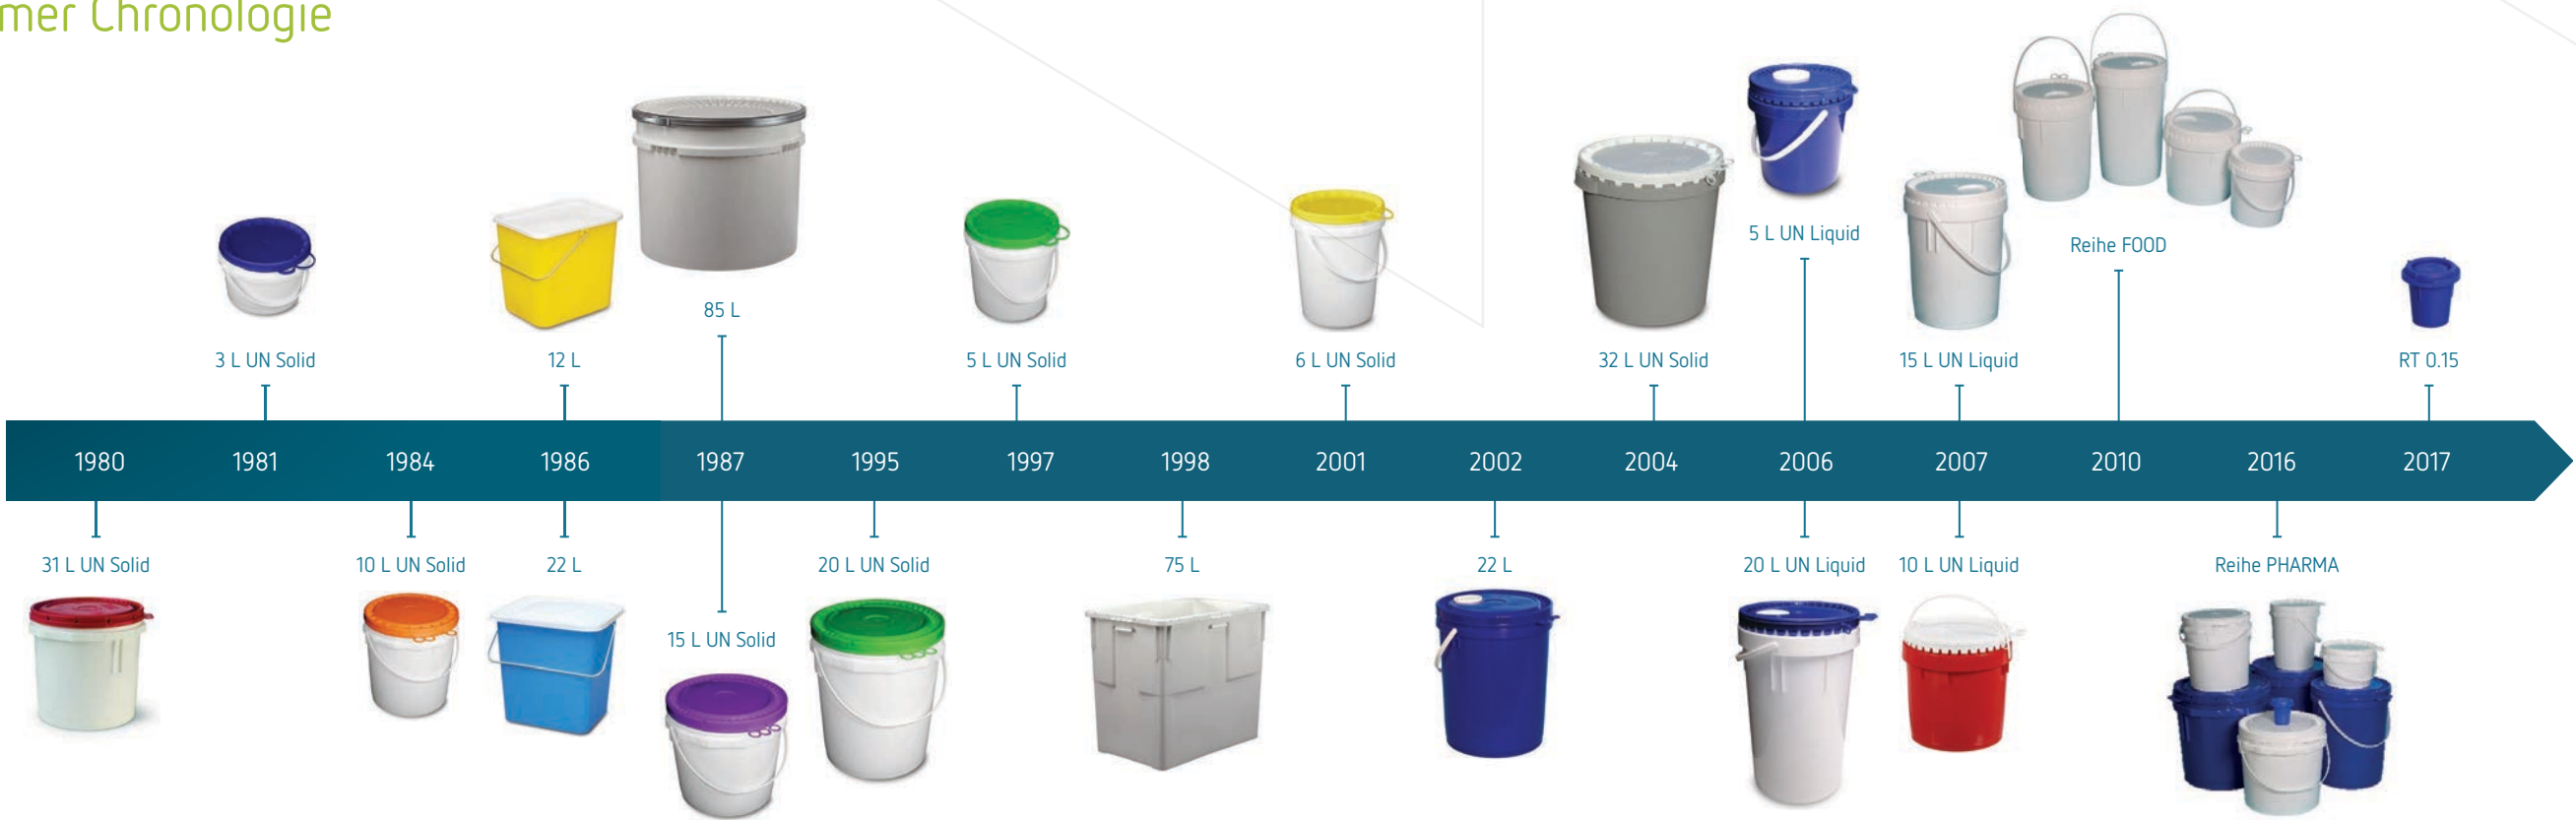 mer Chronologie
5 L UN Liquid
Reihe FOOD
85 L
3 L UN Solid
12 L
5 L UN Solid
6 L UN Solid
32 L UN Solid
15 L UN Liquid
RT 0.15
1980
1981
1984
1986
1987
1995
1997
1998
2001
2002
2004
2006
2007
2010
2016
2017
31 L UN Solid
10 L UN Solid
22 L
20 L UN Solid
75 L
22 L
20 L UN Liquid
10 L UN Liquid
Reihe PHARMA
15 L UN Solid